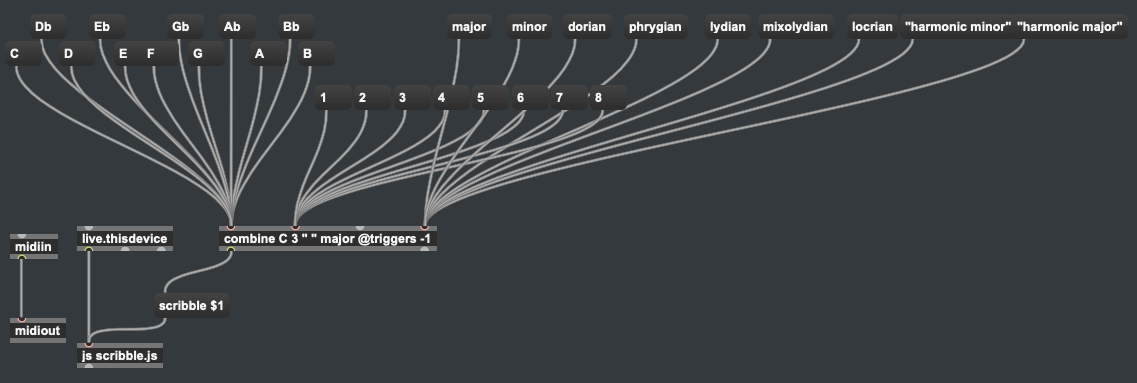 Db Eb Gb Ab Bb major minor dorian phrygian lydian mixolydian locrian "harmonic minor" "harmonic major"
C D E F G A B
1 2 3 4 5 6 7 8
midiin live.thisdevice combine C 3 " " major @triggers -1
scribble $1
midiout
js scribble.js